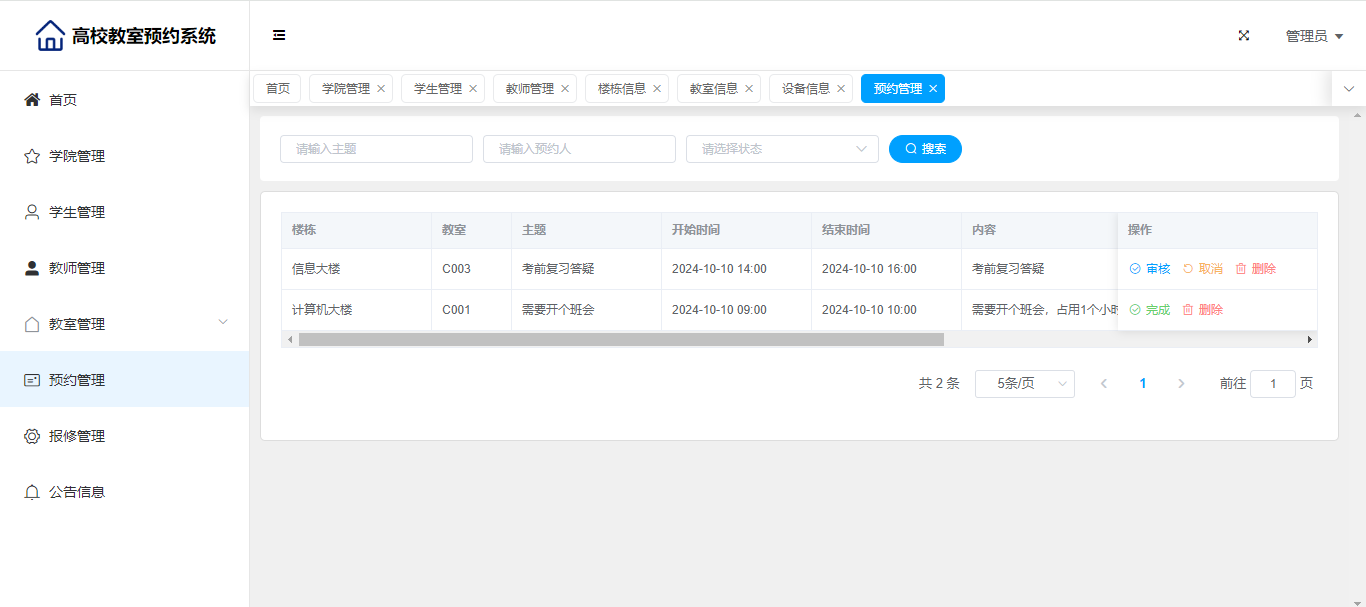 高校教室预约系统
管理员
首页
学院管理
学生管理
教师管理
教室管理
预约管理
报修管理
公告信息
首页 学院管理 学生管理 教师管理 楼栋信息 教室信息 设备信息 预约管理
请输入主题 请输入预约人 请选择状态 搜索
楼栋 教室 主题 开始时间 结束时间 内容 操作
信息大楼 C003 考前复习答疑 2024-10-10 14:00 2024-10-10 16:00 考前复习答疑 审核 取消 删除
计算机大楼 C001 需要开个班会 2024-10-10 09:00 2024-10-10 10:00 需要开个班会，占用1个小时 完成 删除
共 2 条 5条/页 1 前往 1 页